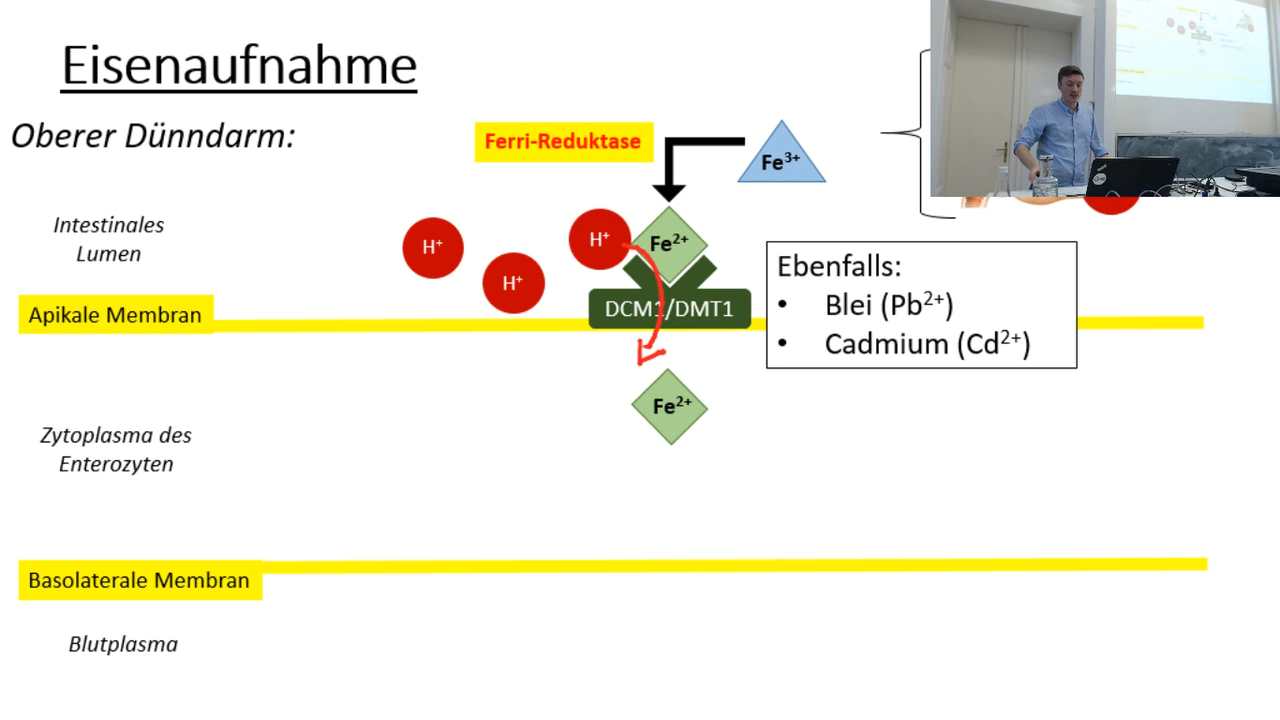 Eisenaufnahme
Oberer Dünndarm:
Ferri-Reduktase
Fe³⁺
Intestinales
Lumen
H⁺
H⁺
H⁺
Fe²⁺
Apikale Membran
DCM1/DMT1
Ebenfalls:
• Blei (Pb²⁺)
• Cadmium (Cd²⁺)
Fe²⁺
Zytoplasma des
Enterozyten
Basolaterale Membran
Blutplasma